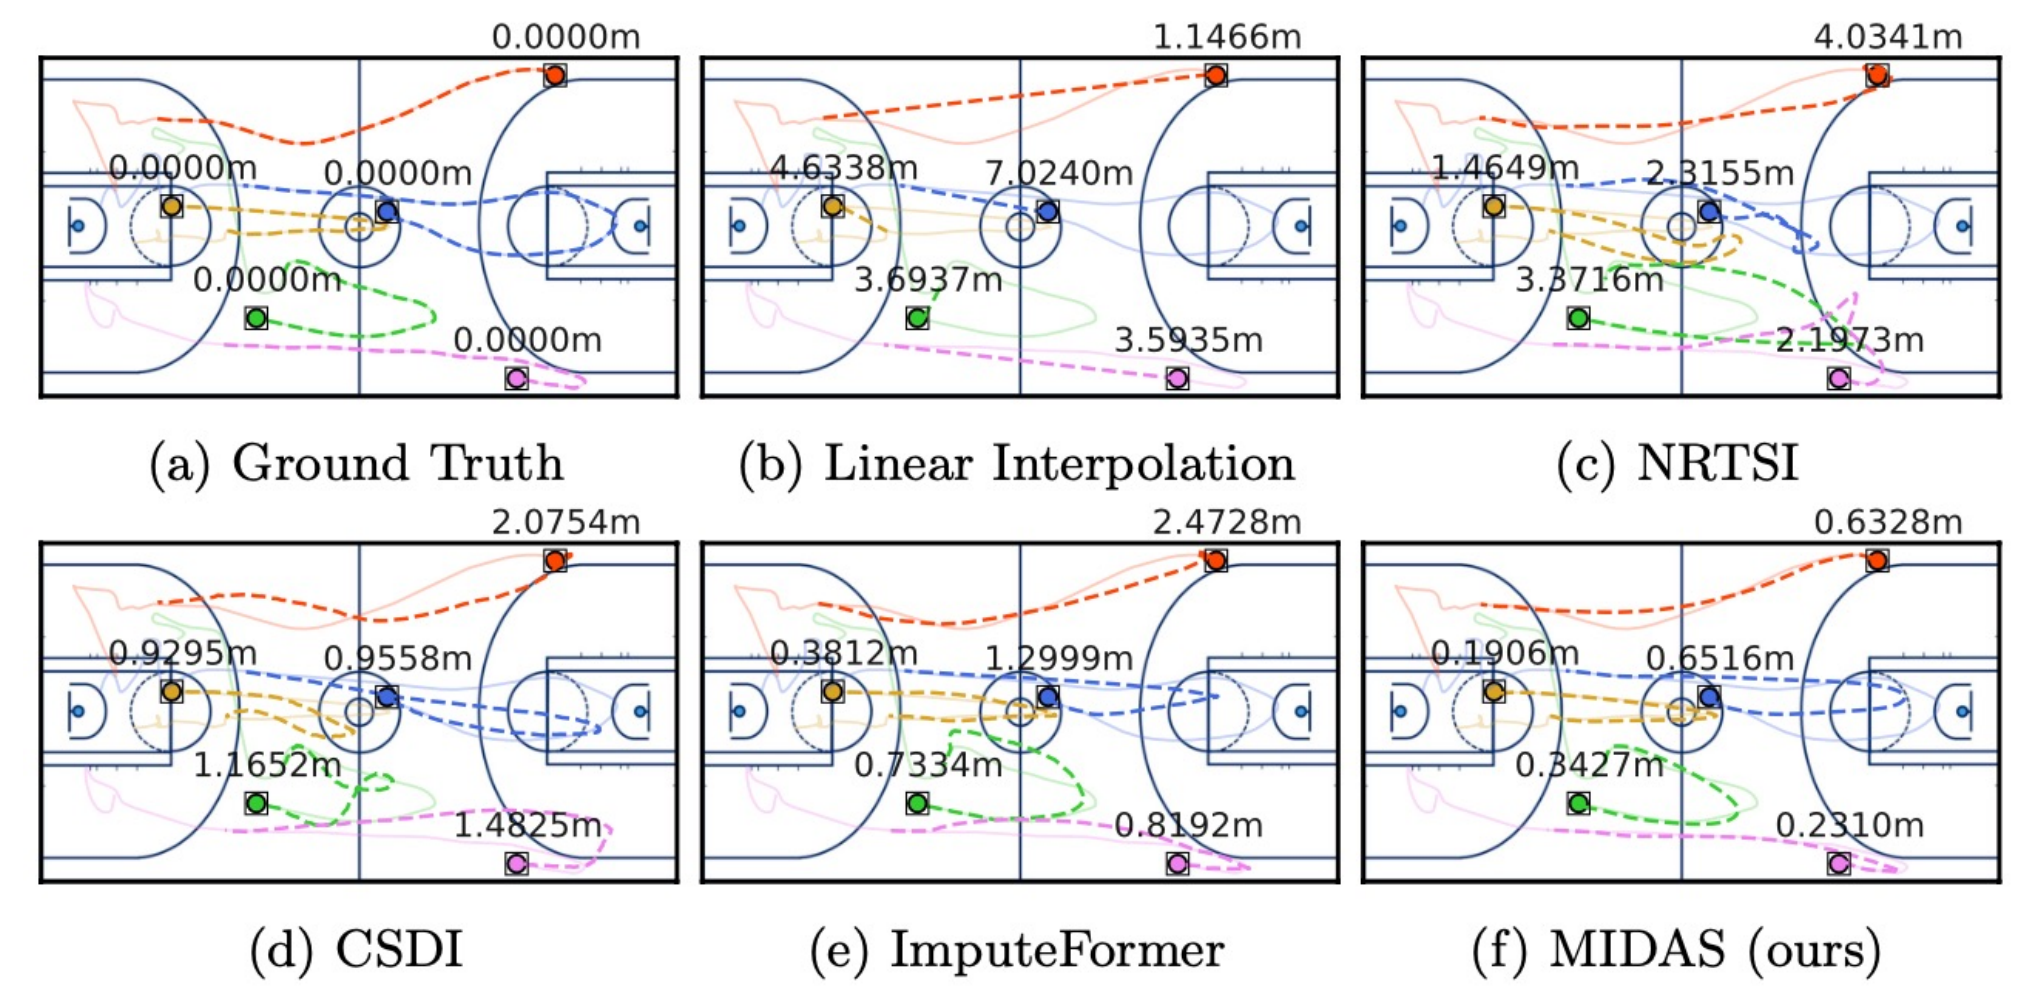 0.0000m
0.0000m
0.0000m
0.0000m
0.0000m
(a) Ground Truth
1.1466m
4.6338m
7.0240m
3.6937m
3.5935m
(b) Linear Interpolation
4.0341m
1.4649m
2.3155m
3.3716m
2.1973m
(c) NRTSI
2.0754m
0.9295m
0.9558m
1.1652m
1.4825m
(d) CSDI
2.4728m
0.3812m
1.2999m
0.7334m
0.8192m
(e) ImputeFormer
0.6328m
0.1906m
0.6516m
0.3427m
0.2310m
(f) MIDAS (ours)